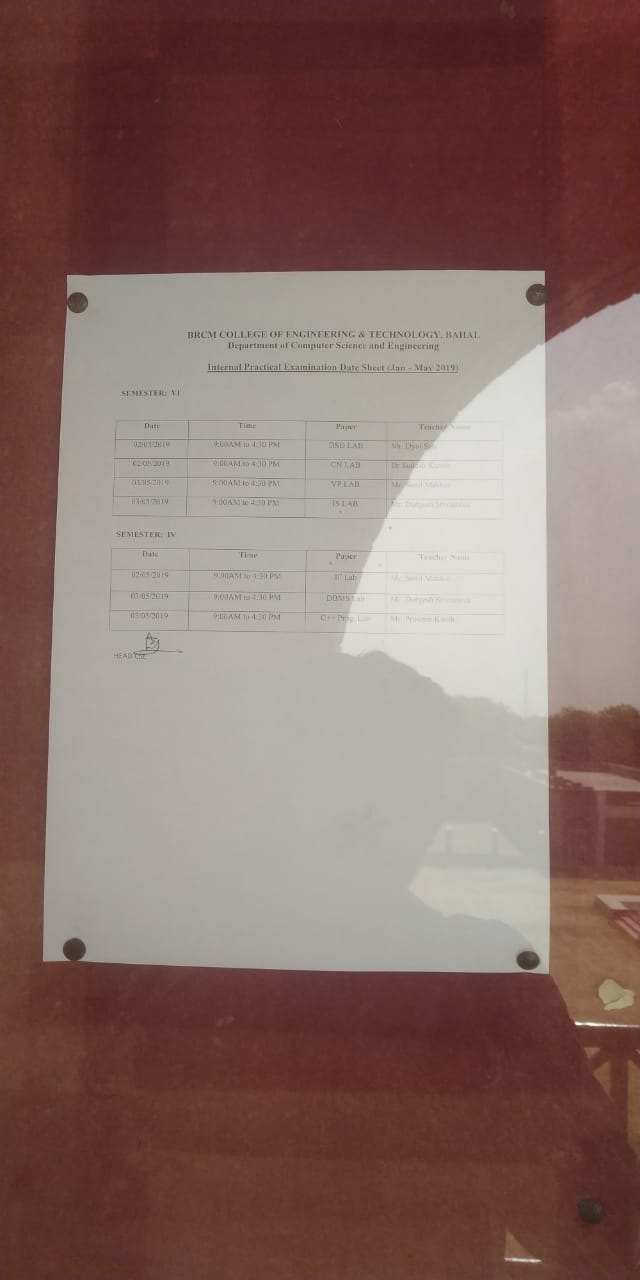 BRCM COLLEGE OF ENGINEERING & TECHNOLOGY, BAHAL
Department of Computer Science and Engineering
Internal Practical Examination Date Sheet (Jan - May 2019)
SEMESTER: VI
Date Time Paper Teacher Name
02/05/2019 9:00AM to 4:30 PM DSD LAB Mr. Dyal
02/05/2019 9:00AM to 4:30 PM CN LAB Dr
03/05/2019 9:00AM to 4:30 PM VP LAB Mr. Sunil Makkar
03/05/2019 9:00AM to 4:30 PM IS LAB Mr. Durgesh Srivastava
SEMESTER: IV
Date Time Paper Teacher Name
02/05/2019 9:00AM to 4:30 PM IT Lab Mr. Sunil Makkar
03/05/2019 9:00AM to 4:30 PM DBMS Lab Mr. Durgesh Srivastava
03/05/2019 9:00AM to 4:30 PM C++ Prog. Lab Mr. Praveen Kantha
HEAD CSE